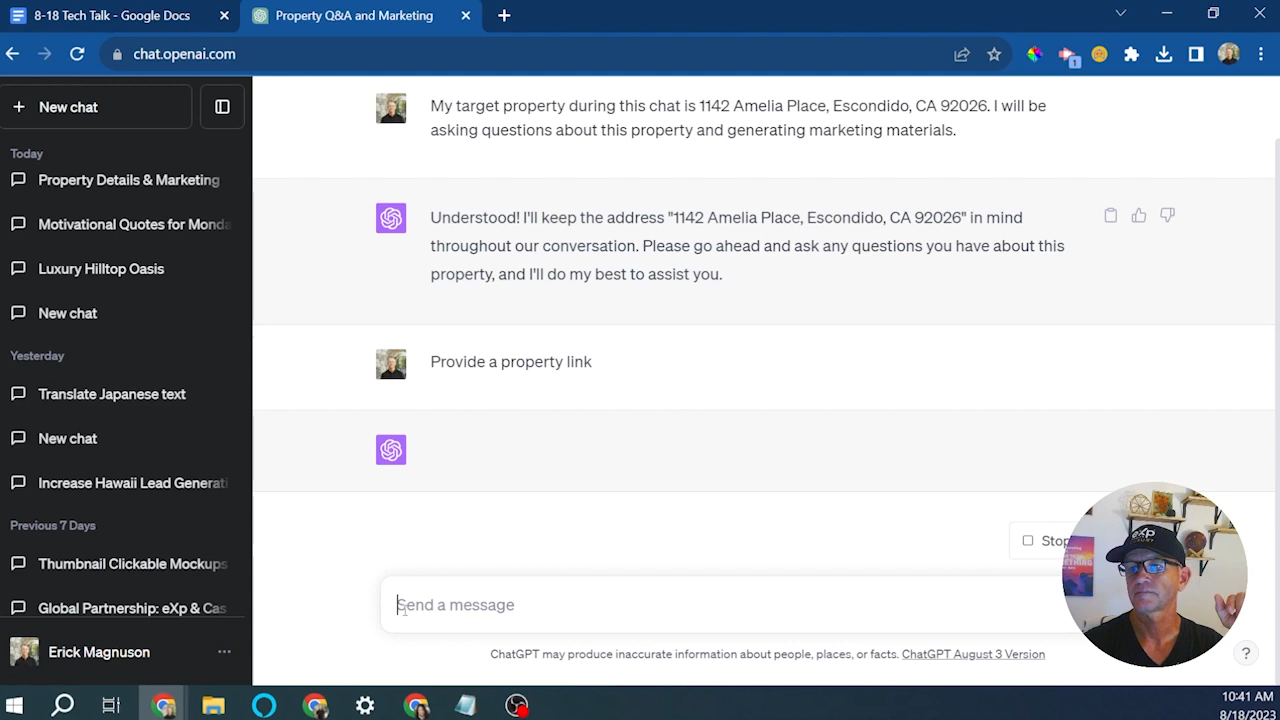 8-18 Tech Talk - Google Docs
Property Q&A and Marketing
chat.openai.com
1
New chat
Today
Property Details & Marketing
Motivational Quotes for Monda
Luxury Hilltop Oasis
New chat
Yesterday
Translate Japanese text
New chat
Increase Hawaii Lead Generati
Previous 7 Days
Thumbnail Clickable Mockups
Global Partnership: eXp & Cas
Erick Magnuson
My target property during this chat is 1142 Amelia Place, Escondido, CA 92026. I will be
asking questions about this property and generating marketing materials.
Understood! I'll keep the address "1142 Amelia Place, Escondido, CA 92026" in mind
throughout our conversation. Please go ahead and ask any questions you have about this
property, and I'll do my best to assist you.
Provide a property link
Stop
eXp
Send a message
ChatGPT may produce inaccurate information about people, places, or facts. ChatGPT August 3 Version
?
10:41 AM
8/18/2023